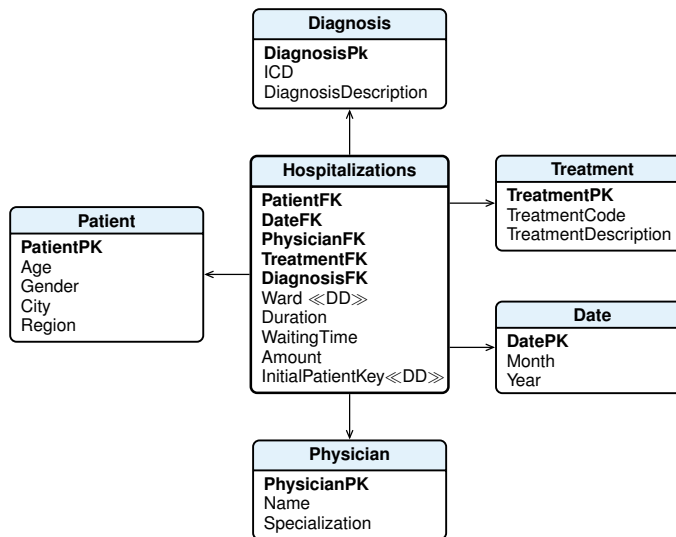 Diagnosis
DiagnosisPk
ICD
DiagnosisDescription
Hospitalizations
PatientFK
DateFK
PhysicianFK
TreatmentFK
DiagnosisFK
Ward ≪DD≫
Duration
WaitingTime
Amount
InitialPatientKey≪DD≫
Treatment
TreatmentPK
TreatmentCode
TreatmentDescription
Patient
PatientPK
Age
Gender
City
Region
Date
DatePK
Month
Year
Physician
PhysicianPK
Name
Specialization